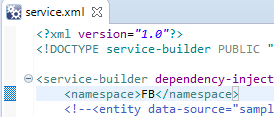 service.xml
<?xml version="1.0"?>
<!DOCTYPE service-builder PUBLIC "
<service-builder dependency-inject
<namespace>FB</namespace>
<!--<entity data-source="sampl